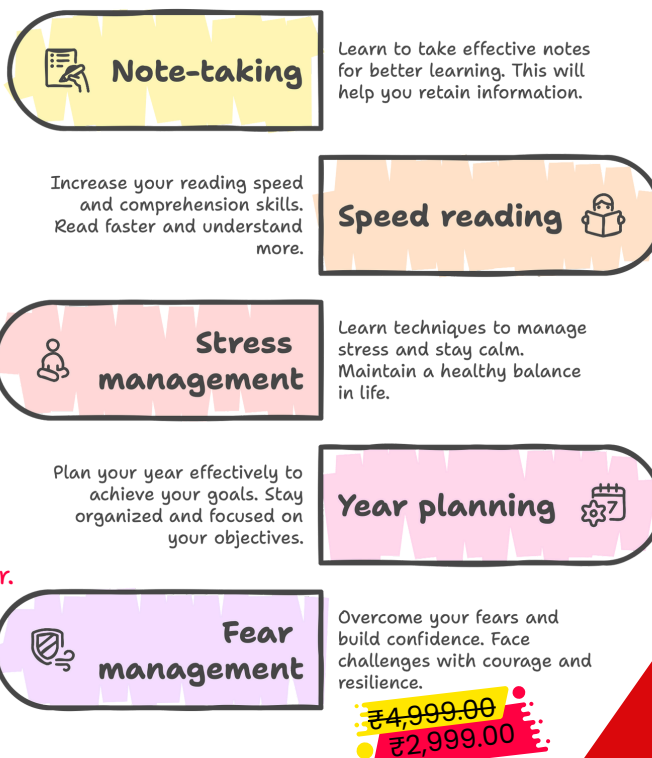 Note-taking
Learn to take effective notes
for better learning. This will
help you retain information.
Increase your reading speed
and comprehension skills.
Read faster and understand
more.
Speed reading
Stress
management
Learn techniques to manage
stress and stay calm.
Maintain a healthy balance
in life.
Plan your year effectively to
achieve your goals. Stay
organized and focused on
your objectives.
Year planning
7
r.
Fear
management
Overcome your fears and
build confidence. Face
challenges with courage and
resilience.
₹4,999.00
₹2,999.00